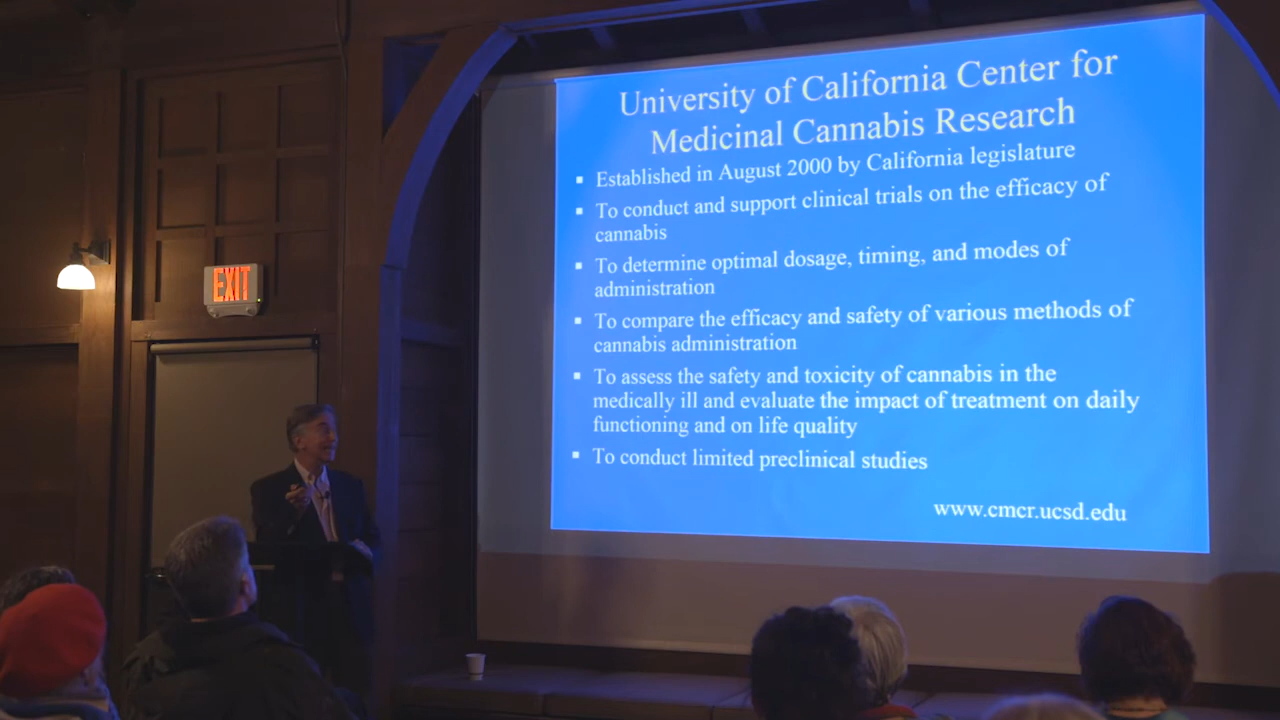 University of California Center for
Medicinal Cannabis Research
▪ Established in August 2000 by California legislature
▪ To conduct and support clinical trials on the efficacy of
cannabis
▪ To determine optimal dosage, timing, and modes of
administration
▪ To compare the efficacy and safety of various methods of
cannabis administration
▪ To assess the safety and toxicity of cannabis in the
medically ill and evaluate the impact of treatment on daily
functioning and on life quality
▪ To conduct limited preclinical studies
www.cmcr.ucsd.edu
EXIT